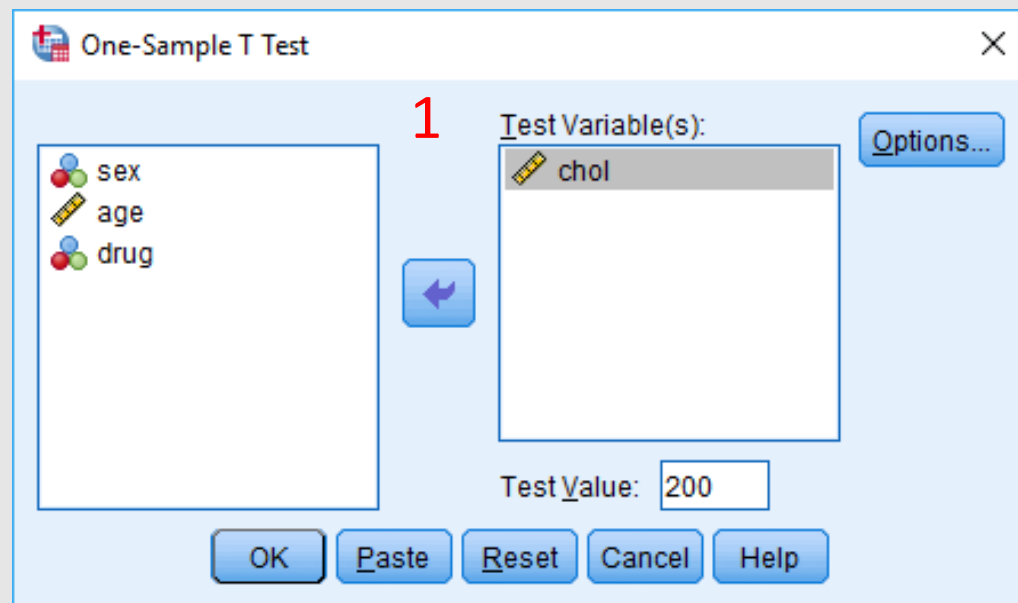 One-Sample T Test
1
Test Variable(s):
Options...
sex
age
drug
chol
Test Value: 200
OK Paste Reset Cancel Help